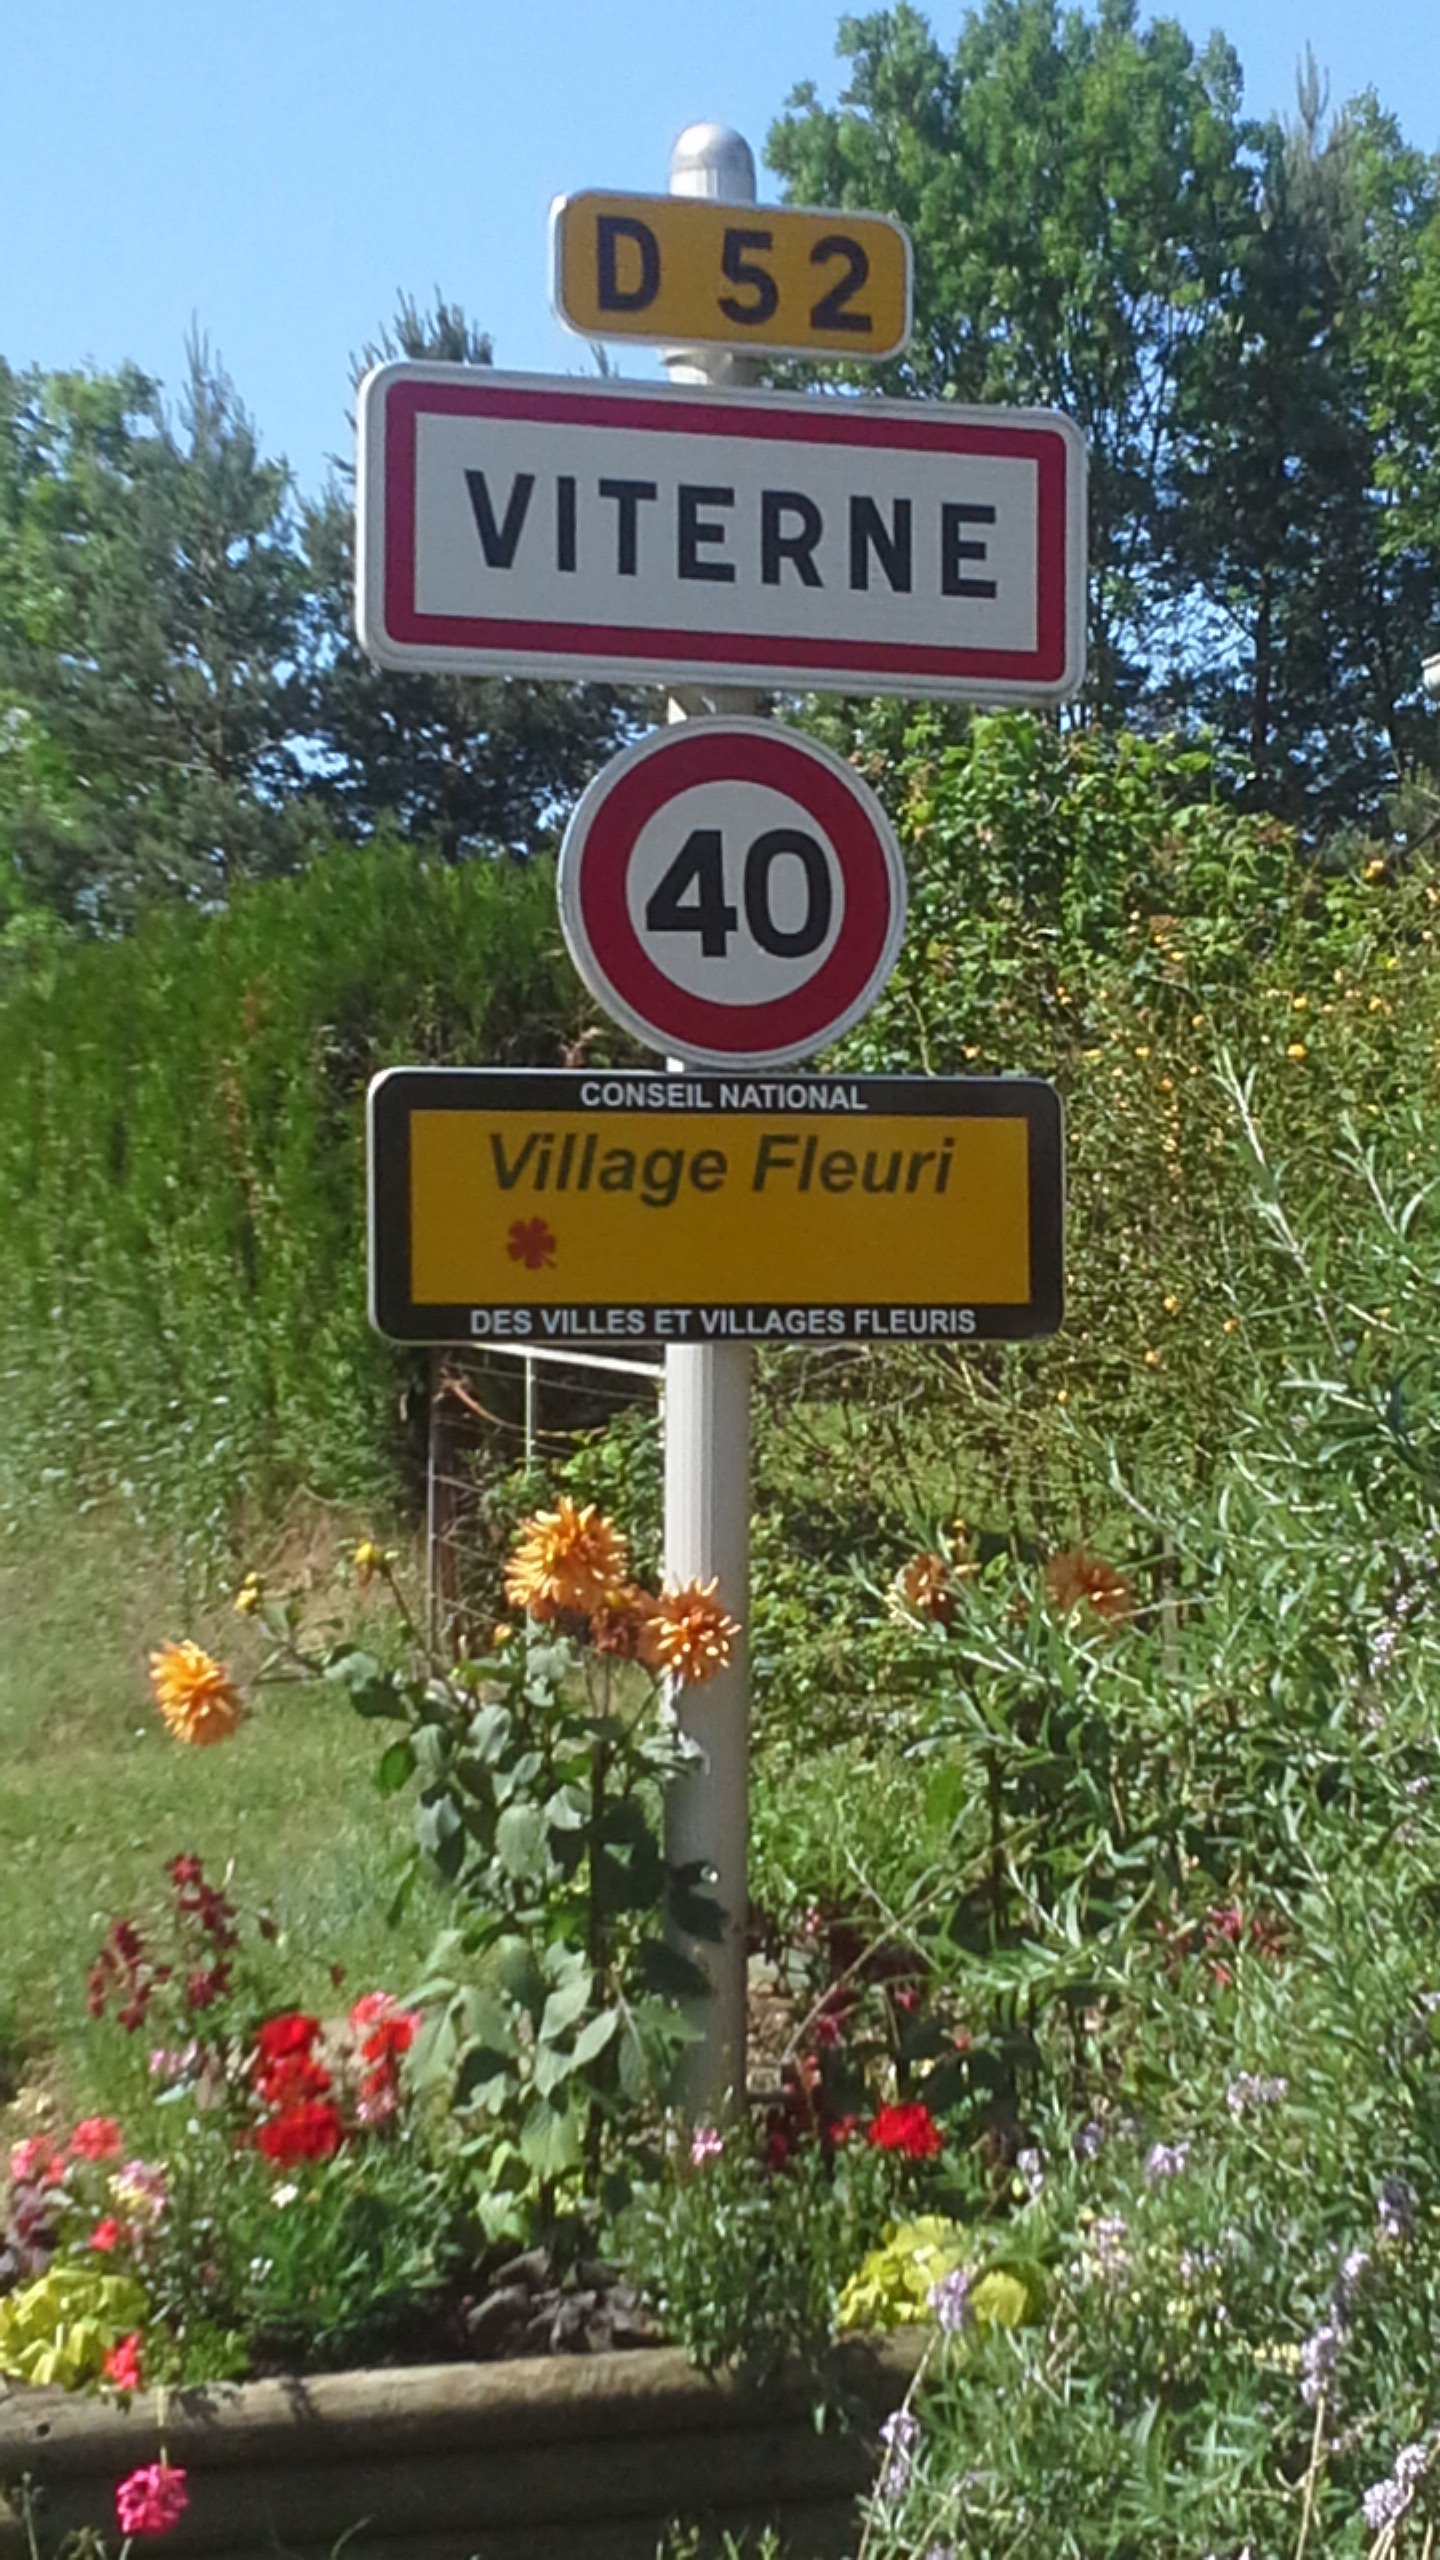 D 52
VITERNE
40
CONSEIL NATIONAL
Village Fleuri
DES VILLES ET VILLAGES FLEURIS